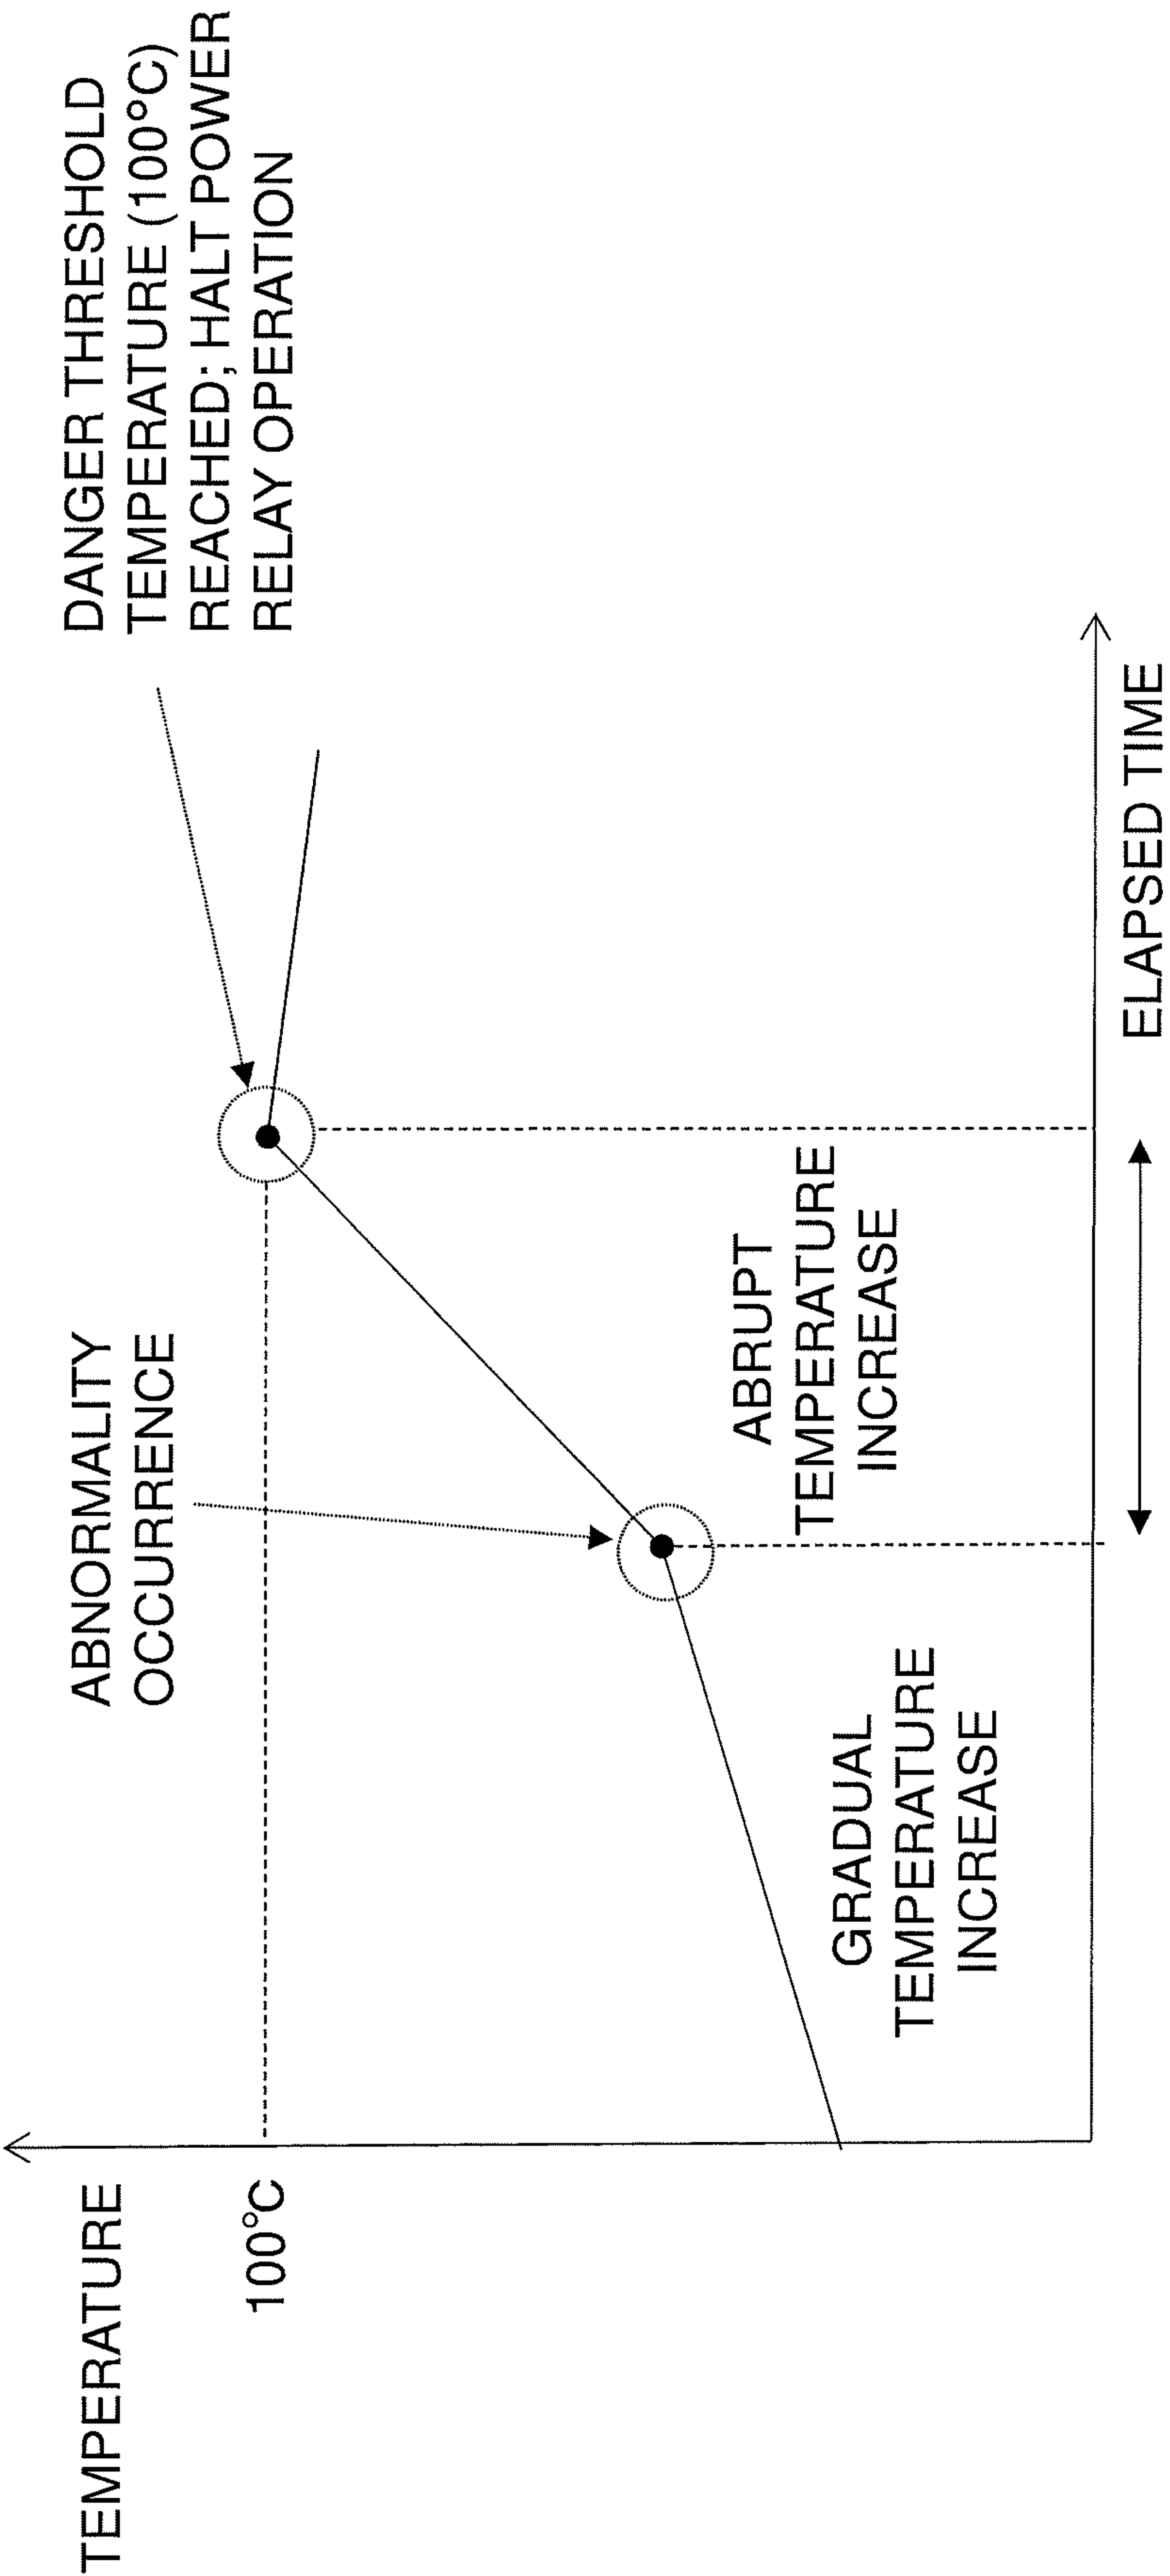 TEMPERATURE
100°C
ABNORMALITY
OCCURRENCE
DANGER THRESHOLD
TEMPERATURE (100°C)
REACHED; HALT POWER
RELAY OPERATION
GRADUAL
TEMPERATURE
INCREASE
ABRUPT
TEMPERATURE
INCREASE
ELAPSED TIME